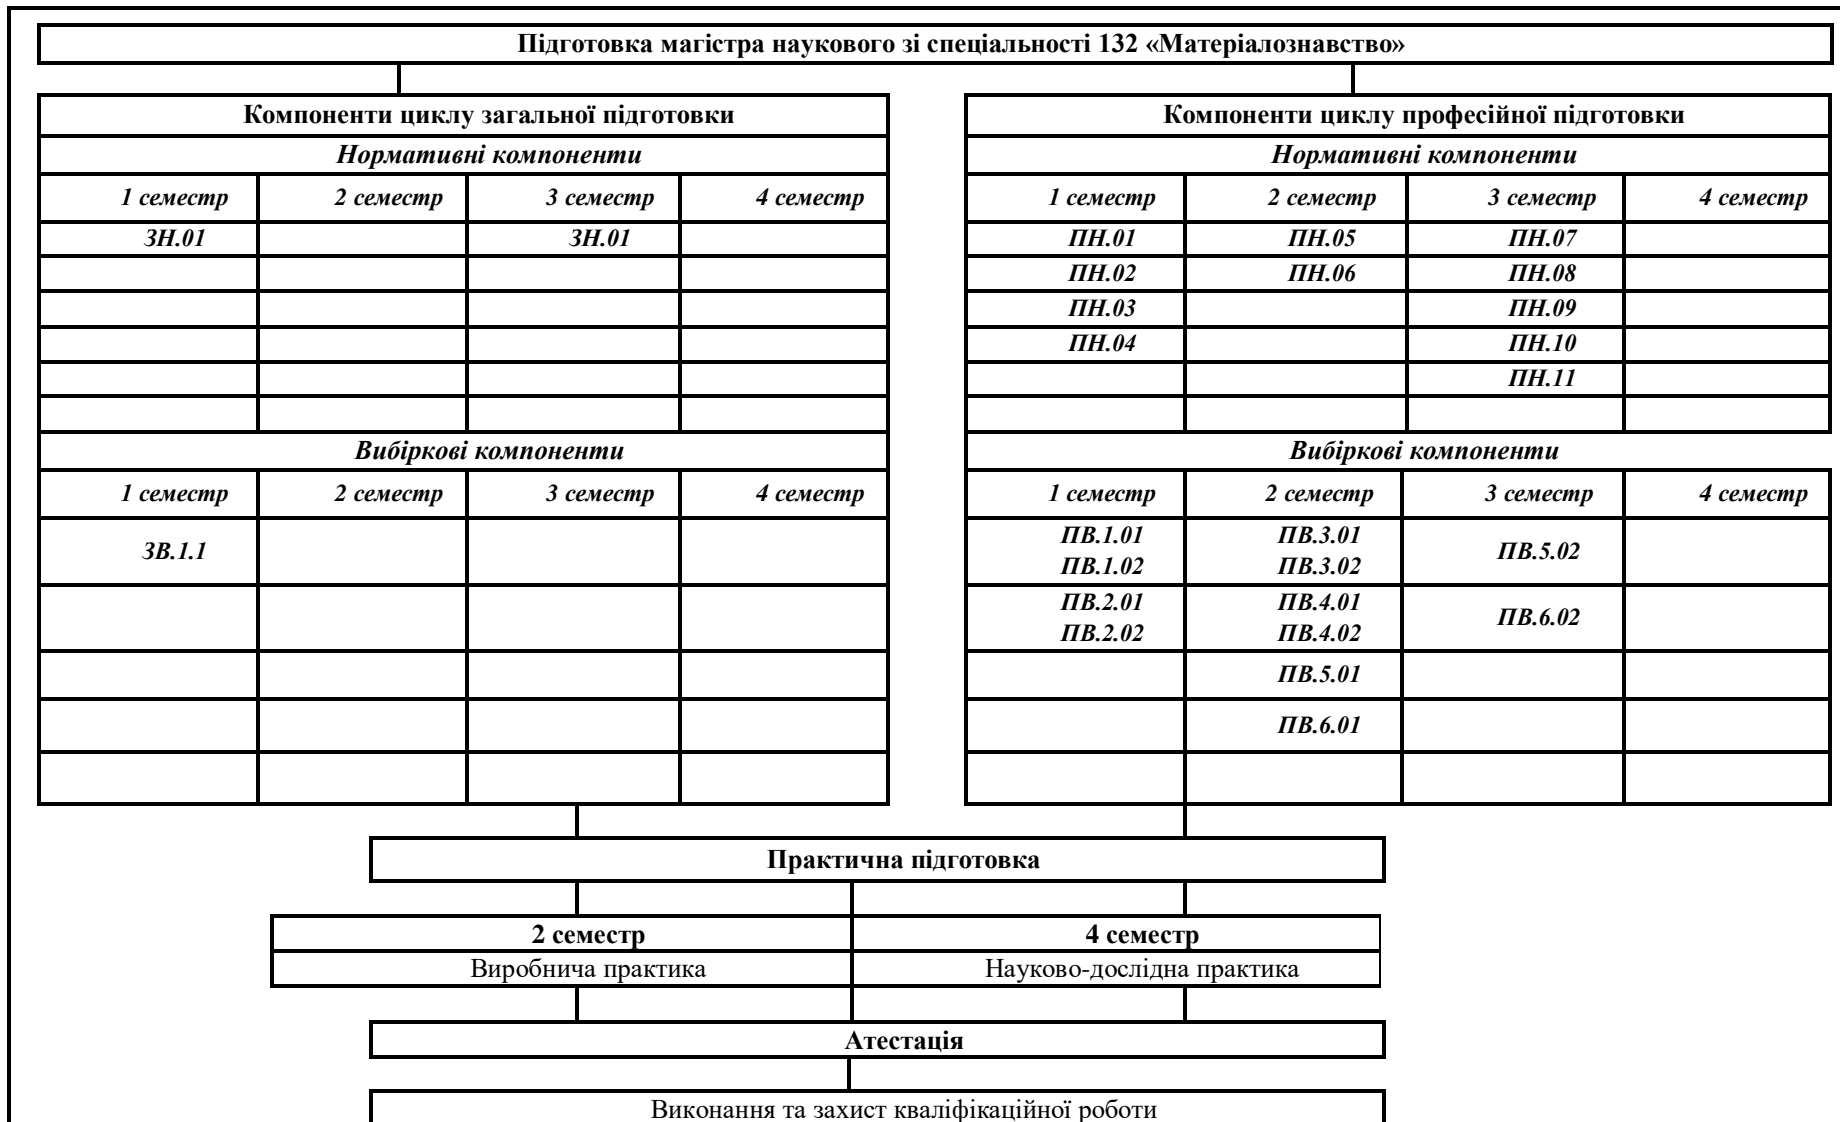 Підготовка магістра наукового зі спеціальності 132 «Матеріалознавство»
Компоненти циклу загальної підготовки
Нормативні компоненти
1 семестр 2 семестр 3 семестр 4 семестр
ЗН.01 ЗН.01
Вибіркові компоненти
1 семестр 2 семестр 3 семестр 4 семестр
ЗВ.1.1
Компоненти циклу професійної підготовки
Нормативні компоненти
1 семестр 2 семестр 3 семестр 4 семестр
ПН.01 ПН.05 ПН.07
ПН.02 ПН.06 ПН.08
ПН.03 ПН.09
ПН.04 ПН.10
ПН.11
Вибіркові компоненти
1 семестр 2 семестр 3 семестр 4 семестр
ПВ.1.01 ПВ.3.01 ПВ.5.02
ПВ.1.02 ПВ.3.02
ПВ.2.01 ПВ.4.01 ПВ.6.02
ПВ.2.02 ПВ.4.02
ПВ.5.01
ПВ.6.01
Практична підготовка
2 семестр 4 семестр
Виробнича практика Науково-дослідна практика
Атестація
Виконання та захист кваліфікаційної роботи